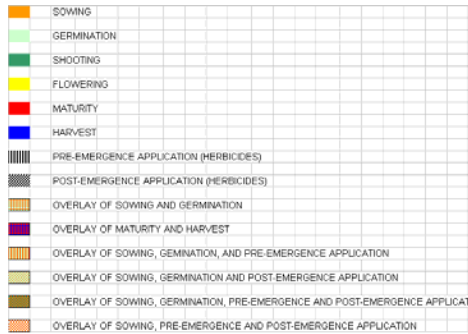 SOWING
GERMINATION
SHOOTING
FLOWERING
MATURITY
HARVEST
PRE-EMERGENCE APPLICATION (HERBICIDES)
POST-EMERGENCE APPLICATION (HERBICIDES)
OVERLAY OF SOWING AND GERMINATION
OVERLAY OF MATURITY AND HARVEST
OVERLAY OF SOWING, GEMINATION, AND PRE-EMERGENCE APPLICATION
OVERLAY OF SOWING, GERMINATION AND POST-EMERGENCE APPLICATION
OVERLAY OF SOWING, GERMINATION, PRE-EMERGENCE AND POST-EMERGENCE APPLICAT
OVERLAY OF SOWING, PRE-EMERGENCE AND POST-EMERGENCE APPLICATION